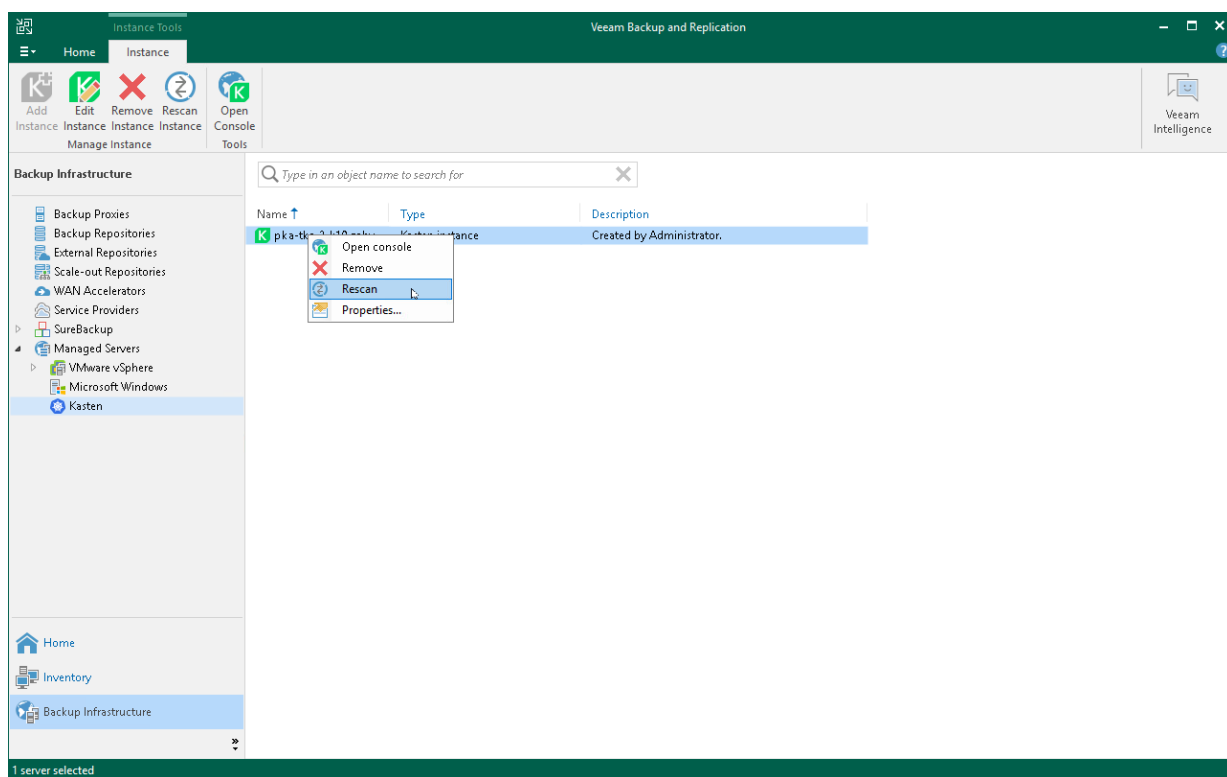 Instance Tools
Veeam Backup and Replication
Home
Instance
Add Instance
Edit Instance
Remove Instance
Rescan Instance
Open Console
Manage Instance
Tools
Veeam Intelligence
Backup Infrastructure
Type in an object name to search for
Backup Proxies
Backup Repositories
External Repositories
Scale-out Repositories
WAN Accelerators
Service Providers
SureBackup
Managed Servers
VMware vSphere
Microsoft Windows
Kasten
Name
Type
Description
Created by Administrator.
Open console
Remove
Rescan
Properties...
Home
Inventory
Backup Infrastructure
1 server selected